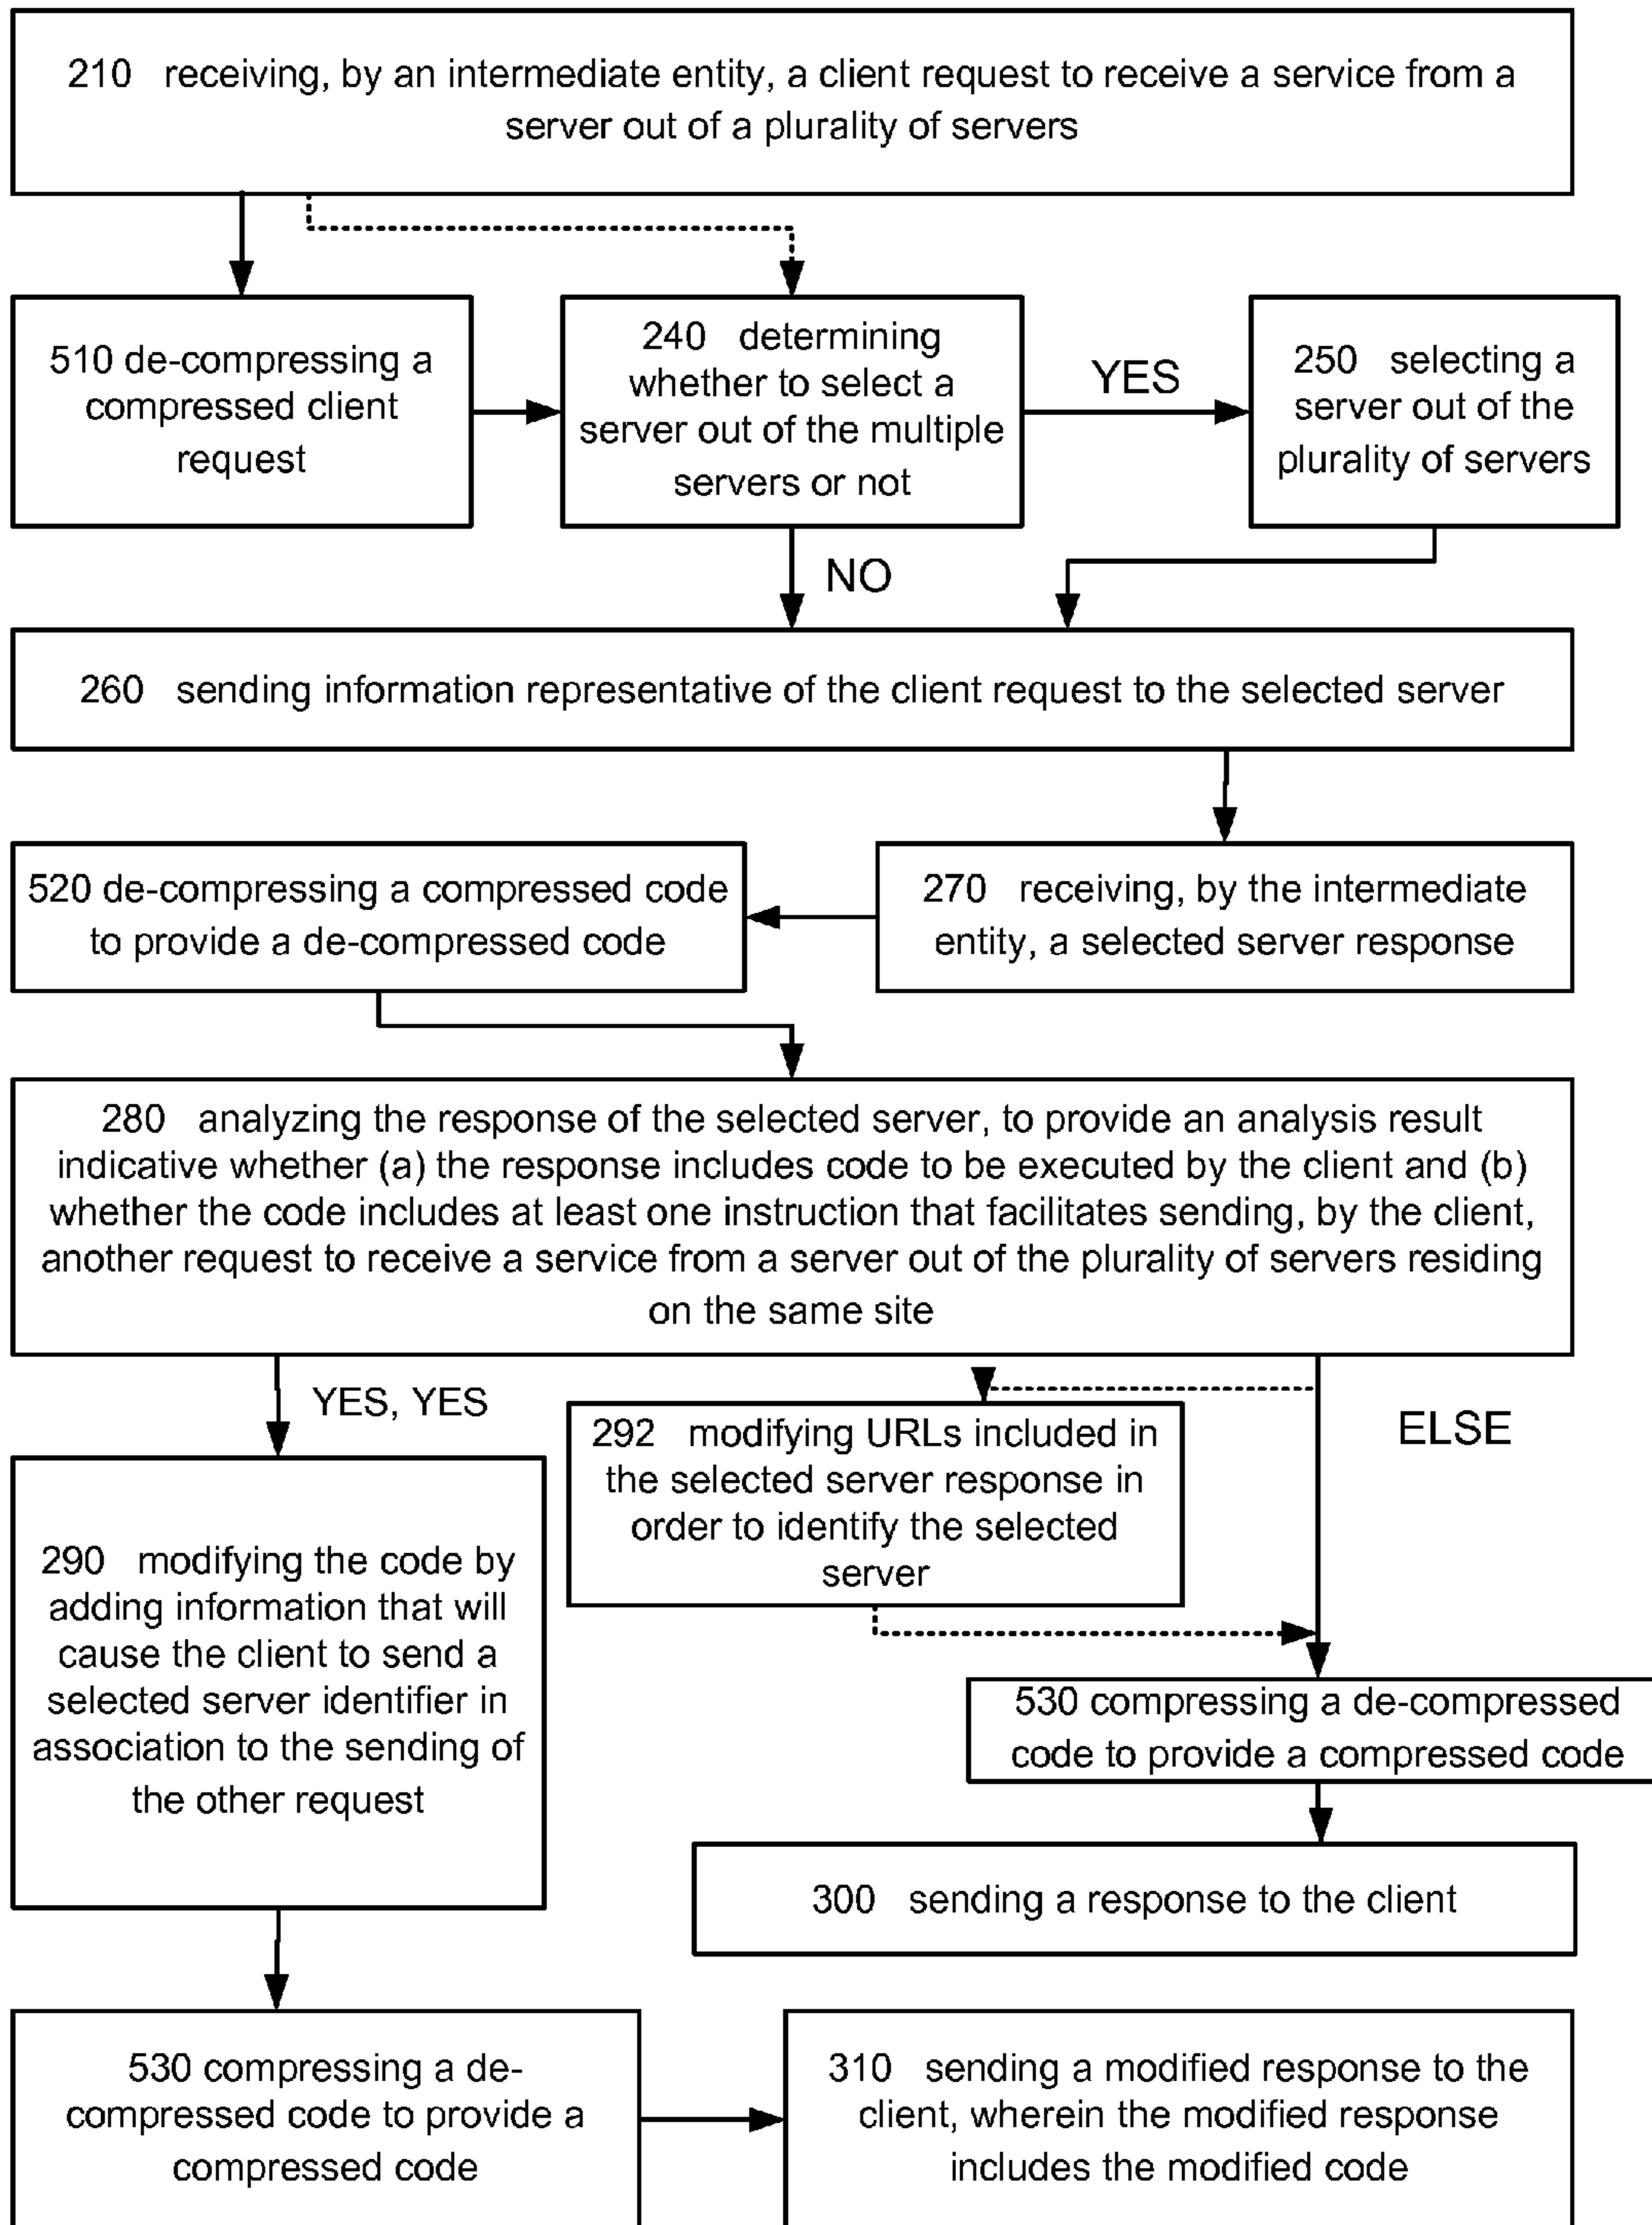 210 receiving, by an intermediate entity, a client request to receive a service from a
server out of a plurality of servers
510 de-compressing a
compressed client
request
240 determining
whether to select a
server out of the multiple
servers or not
YES
250 selecting a
server out of the
plurality of servers
NO
260 sending information representative of the client request to the selected server
520 de-compressing a compressed code
to provide a de-compressed code
270 receiving, by the intermediate
entity, a selected server response
280 analyzing the response of the selected server, to provide an analysis result
indicative whether (a) the response includes code to be executed by the client and (b)
whether the code includes at least one instruction that facilitates sending, by the client,
another request to receive a service from a server out of the plurality of servers residing
on the same site
YES, YES
ELSE
292 modifying URLs included in
the selected server response in
order to identify the selected
server
290 modifying the code by
adding information that will
cause the client to send a
selected server identifier in
association to the sending of
the other request
530 compressing a de-compressed
code to provide a compressed code
300 sending a response to the client
530 compressing a de-
compressed code to provide a
compressed code
310 sending a modified response to the
client, wherein the modified response
includes the modified code